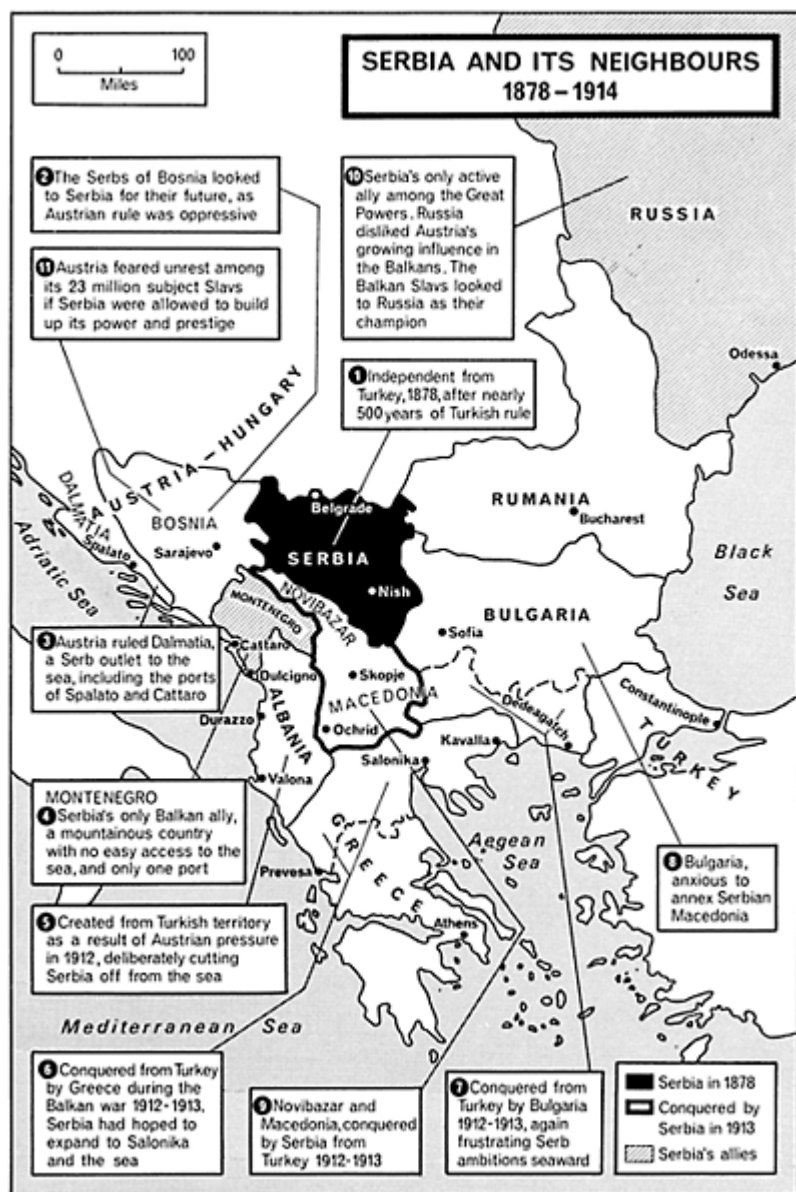 SERBIA AND ITS NEIGHBOURS
1878–1914
0 100
Miles
2 The Serbs of Bosnia looked
to Serbia for their future, as
Austrian rule was oppressive
11 Austria feared unrest among
its 23 million subject Slavs
if Serbia were allowed to build
up its power and prestige
10 Serbia's only active
ally among the Great
Powers. Russia
disliked Austria's
growing influence in
the Balkans. The
Balkan Slavs looked
to Russia as their
champion
RUSSIA
Odessa
1 Independent from
Turkey, 1878, after nearly
500 years of Turkish rule
AUSTRIA–HUNGARY
DALMATIA
BOSNIA
Spalato
Sarajevo
Adriatic Sea
Belgrade
SERBIA
Nish
RUMANIA
Bucharest
Black
Sea
NOVIBAZAR
MONTENEGRO
BULGARIA
Sofia
3 Austria ruled Dalmatia,
a Serb outlet to the
sea, including the ports
of Spalato and Cattaro
Cattaro
Dulcigno
Skopje
MACEDONIA
Ochrid
ALBANIA
Durazzo
Valona
Dedeagatch
Constantinople
Kavalla
Salonika
TURKEY
MONTENEGRO
4 Serbia's only Balkan ally,
a mountainous country
with no easy access to the
sea, and only one port
GREECE
Aegean
Sea
Prevesa
Athens
8 Bulgaria,
anxious to
annex Serbian
Macedonia
5 Created from Turkish territory
as a result of Austrian pressure
in 1912, deliberately cutting
Serbia off from the sea
Mediterranean Sea
6 Conquered from Turkey
by Greece during the
Balkan war 1912-1913.
Serbia had hoped to
expand to Salonika
and the sea
9 Novibazar and
Macedonia, conquered
by Serbia from
Turkey 1912-1913
7 Conquered from
Turkey by Bulgaria
1912-1913, again
frustrating Serb
ambitions seaward
Serbia in 1878
Conquered by
Serbia in 1913
Serbia's allies